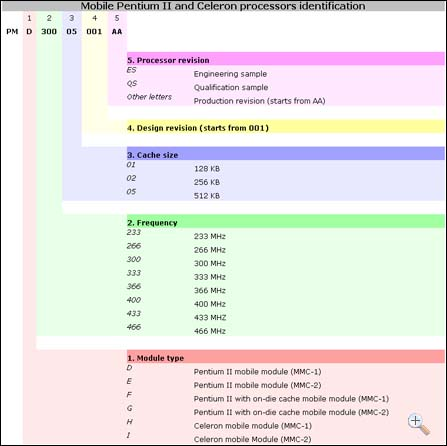 Mobile Pentium II and Celeron processors identification
1 2 3 4 5
PM D 300 05 001 AA
5. Processor revision
ES Engineering sample
QS Qualification sample
Other letters Production revision (starts from AA)
4. Design revision (starts from 001)
3. Cache size
01 128 KB
02 256 KB
05 512 KB
2. Frequency
233 233 MHz
266 266 MHz
300 300 MHz
333 333 MHz
366 366 MHz
400 400 MHz
433 433 MHZ
466 466 MHz
1. Module type
D Pentium II mobile module (MMC-1)
E Pentium II mobile module (MMC-2)
F Pentium II with on-die cache mobile module (MMC-1)
G Pentium II with on-die cache mobile module (MMC-2)
H Celeron mobile module (MMC-1)
I Celeron mobile Module (MMC-2)